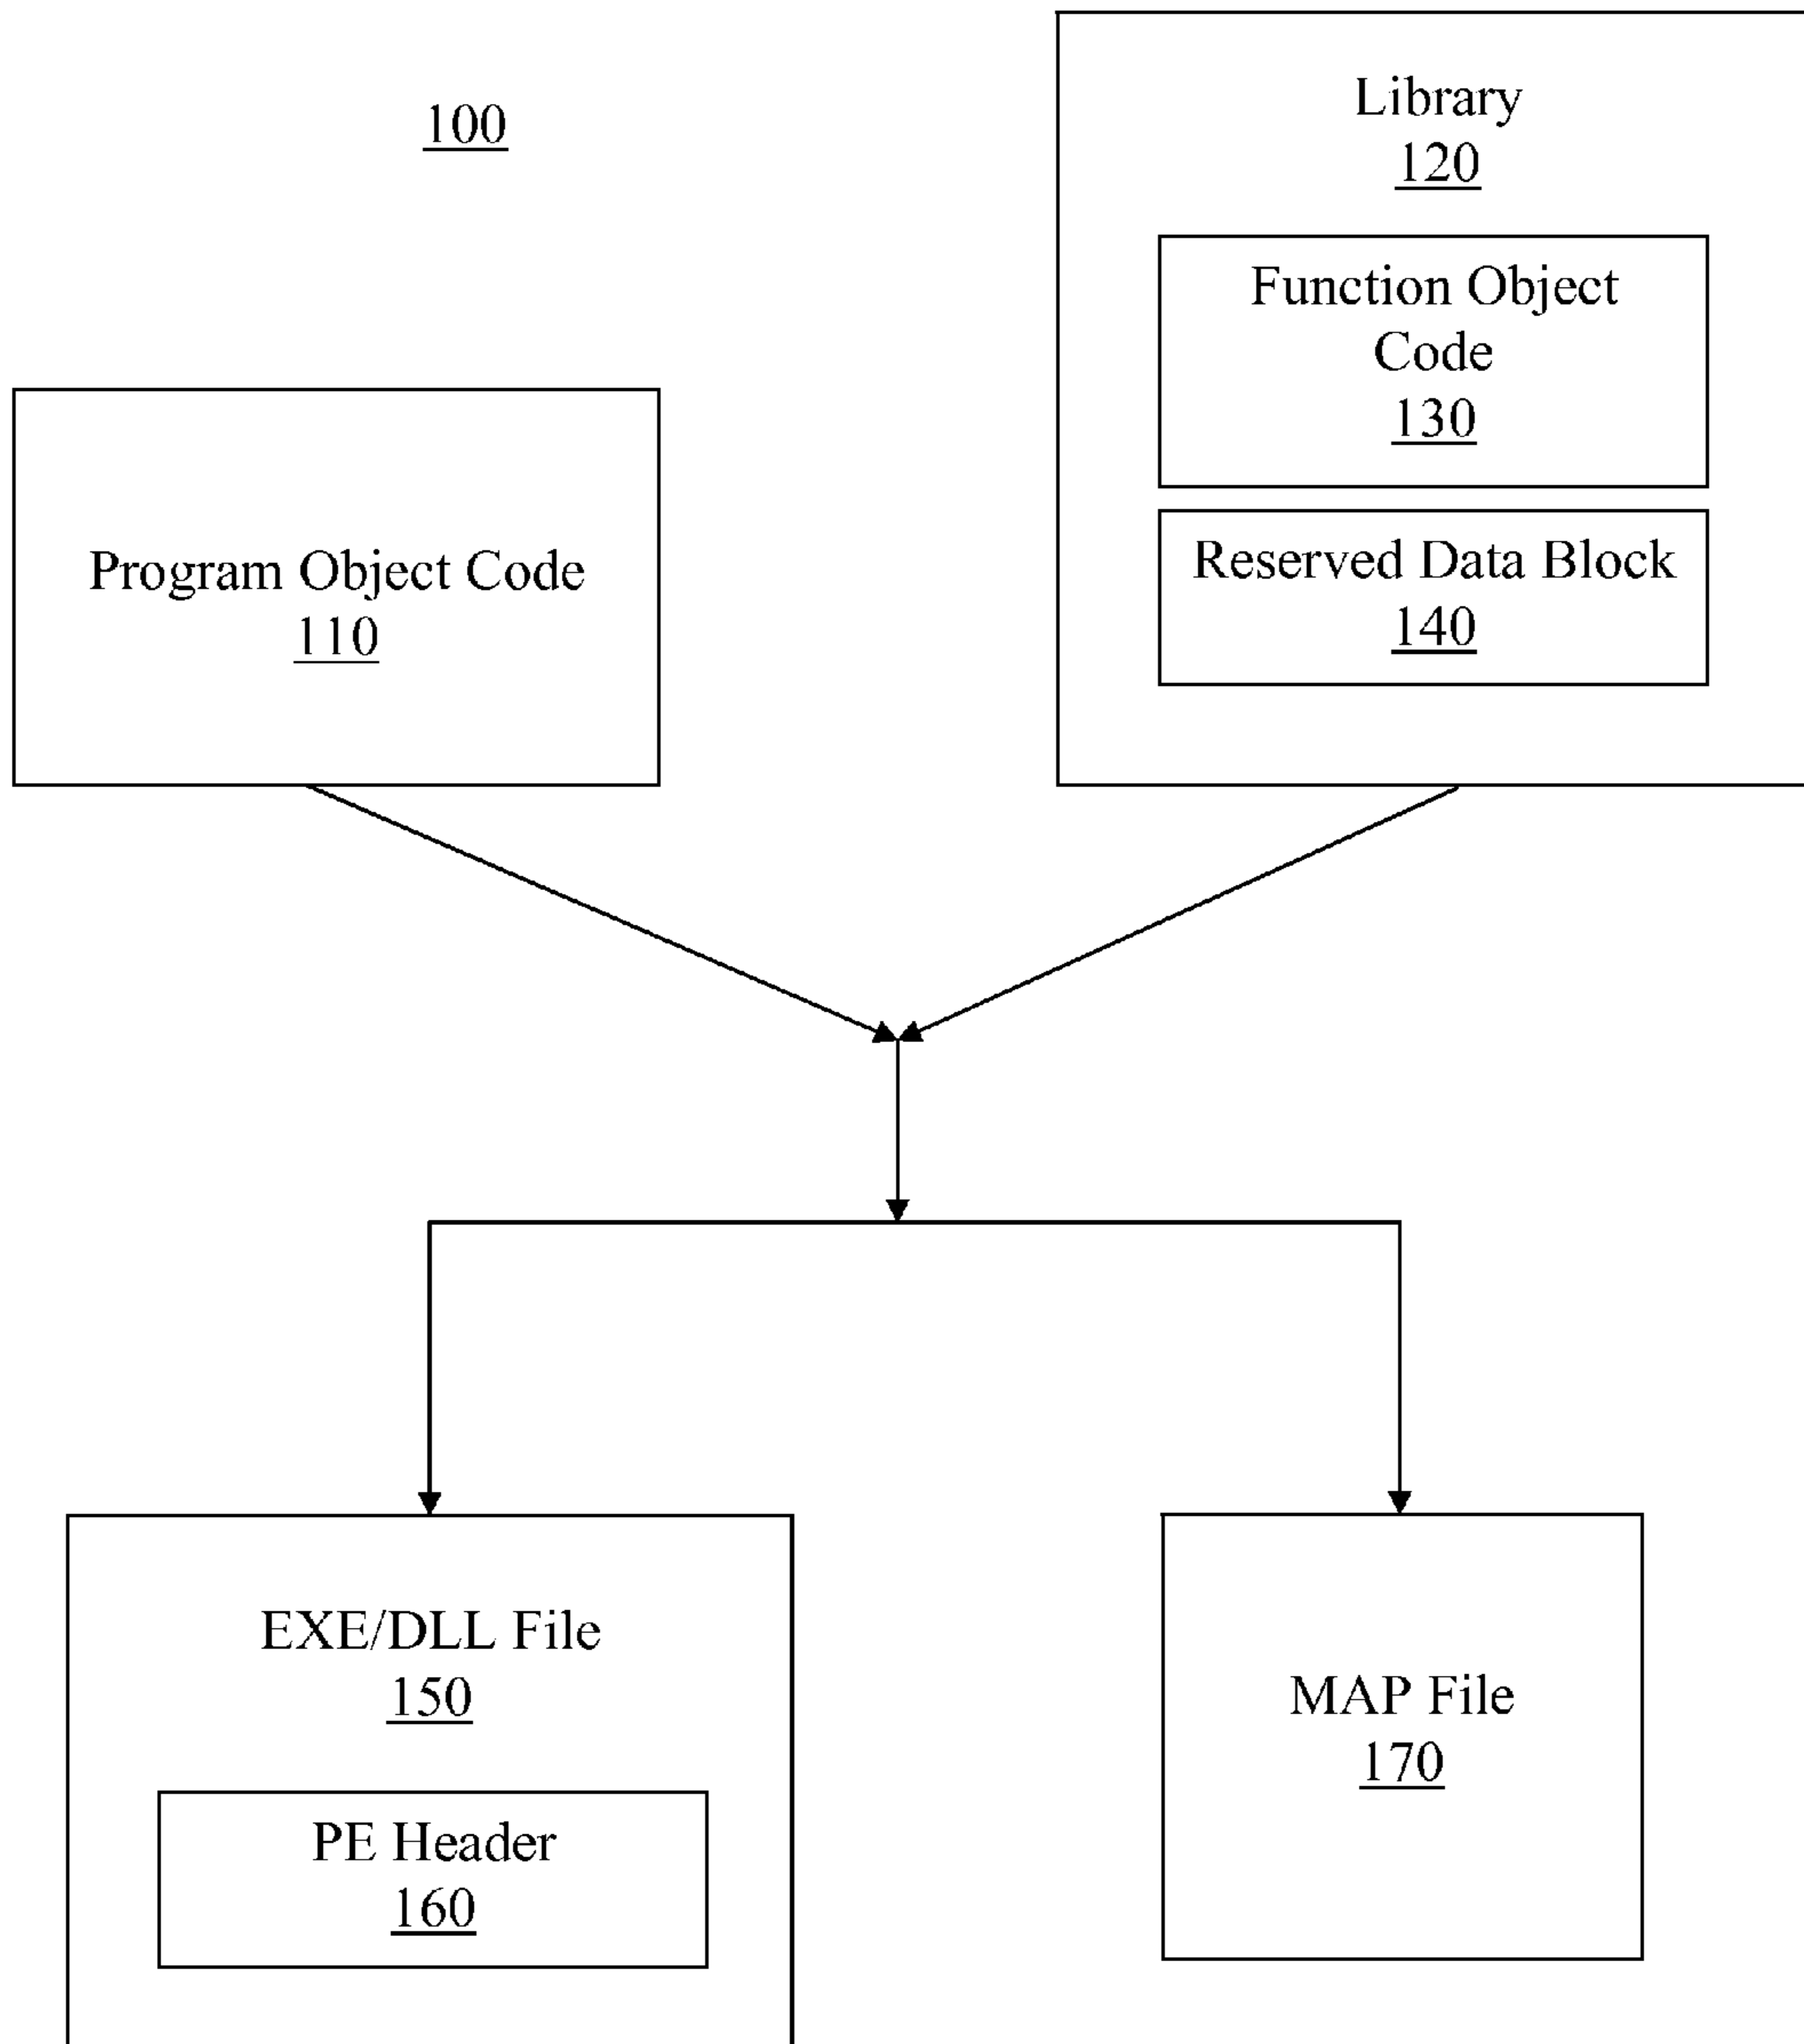 100
Library
120
Function Object
Code
130
Reserved Data Block
140
Program Object Code
110
EXE/DLL File
150
PE Header
160
MAP File
170